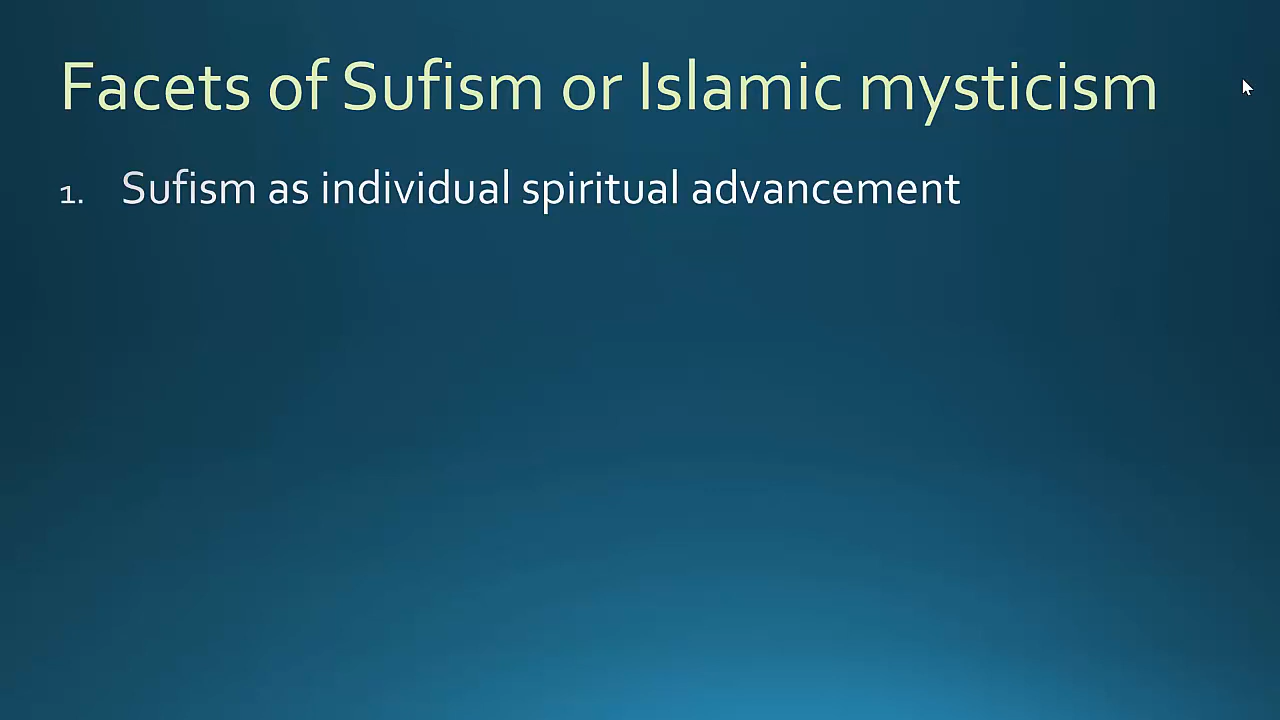 Facets of Sufism or Islamic mysticism
1. Sufism as individual spiritual advancement